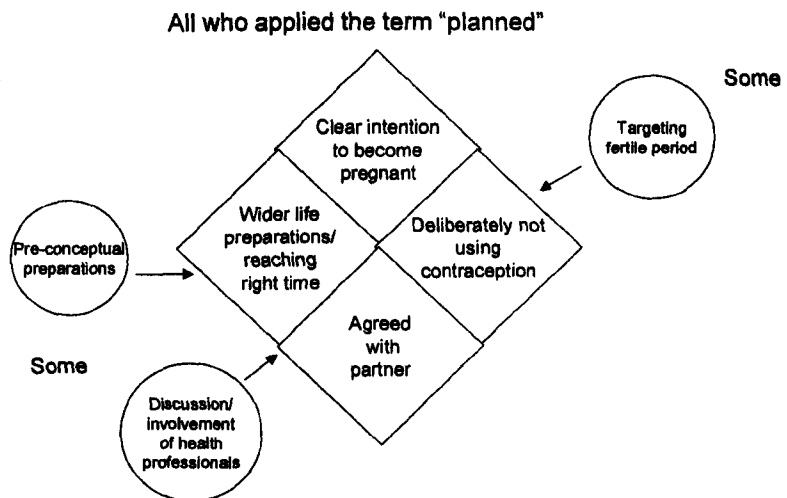 All who applied the term “planned”
Some
Clear intention
to become
pregnant
Targeting
fertile period
Wider life
preparations/
reaching
right time
Deliberately not
using
contraception
Pre-conceptual
preparations
Agreed
with
partner
Some
Discussion/
involvement
of health
professionals